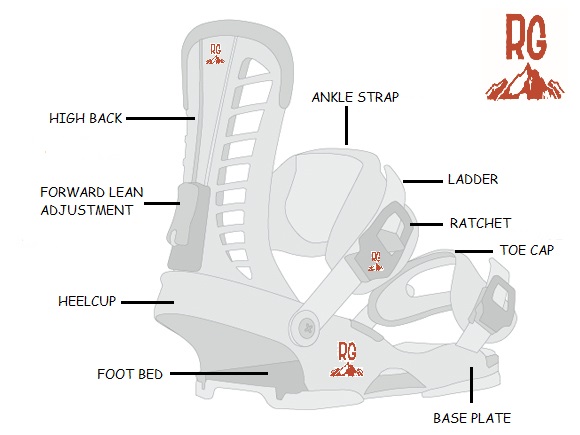 RG
RG
ANKLE STRAP
HIGH BACK
LADDER
FORWARD LEAN
ADJUSTMENT
RATCHET
TOE CAP
RG
HEELCUP
RG
FOOT BED
BASE PLATE